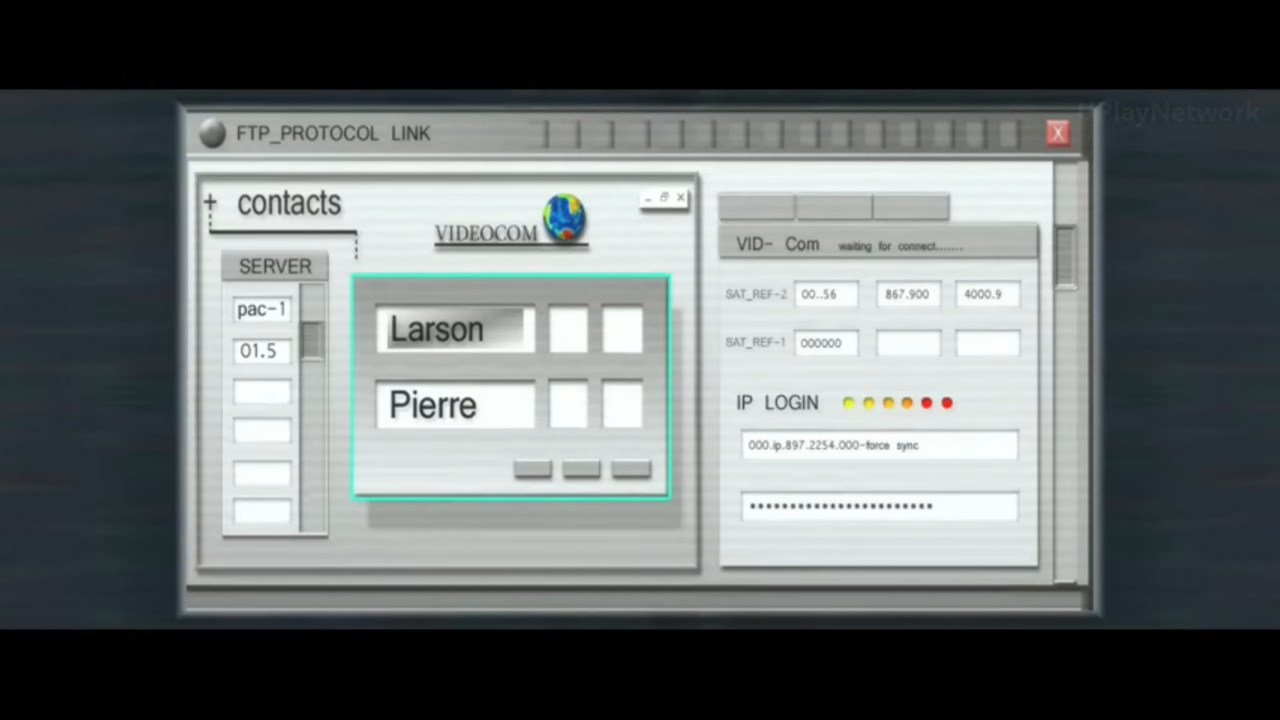 PlayNetwork
FTP_PROTOCOL LINK
X
+ contacts
VIDEOCOM
SERVER
pac-1
01.5
Larson
Pierre
VID- Com waiting for connect.......
SAT_REF-2 00..56 867.900 4000.9
SAT_REF-1 000000
IP LOGIN
000.ip.897.2254.000-force sync